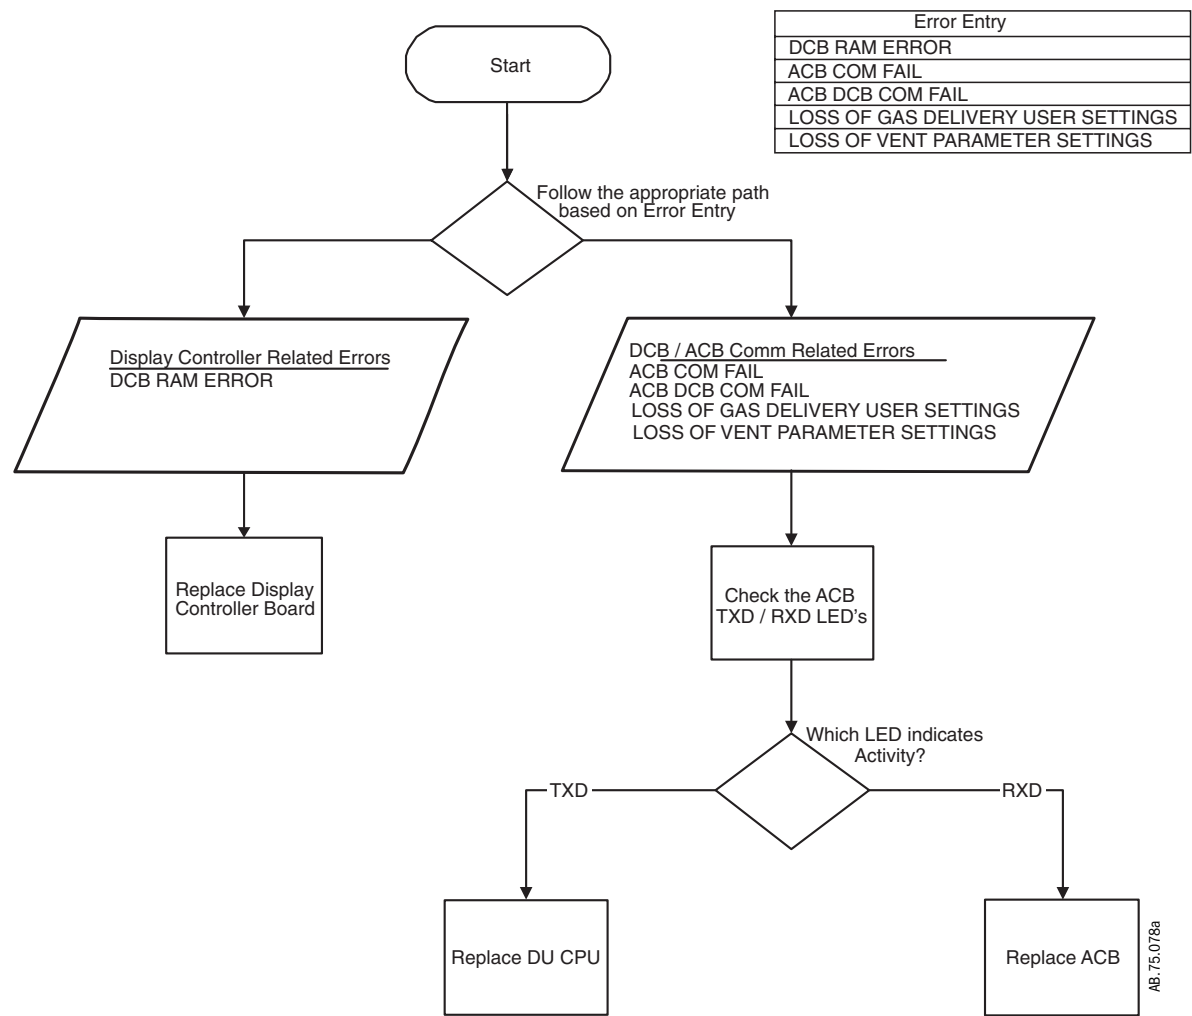 Start
Error Entry
DCB RAM ERROR
ACB COM FAIL
ACB DCB COM FAIL
LOSS OF GAS DELIVERY USER SETTINGS
LOSS OF VENT PARAMETER SETTINGS
Follow the appropriate path
based on Error Entry
Display Controller Related Errors
DCB RAM ERROR
DCB / ACB Comm Related Errors
ACB COM FAIL
ACB DCB COM FAIL
LOSS OF GAS DELIVERY USER SETTINGS
LOSS OF VENT PARAMETER SETTINGS
Replace Display
Controller Board
Check the ACB
TXD / RXD LED's
Which LED indicates
Activity?
TXD
RXD
Replace DU CPU
Replace ACB
AB.75.078a